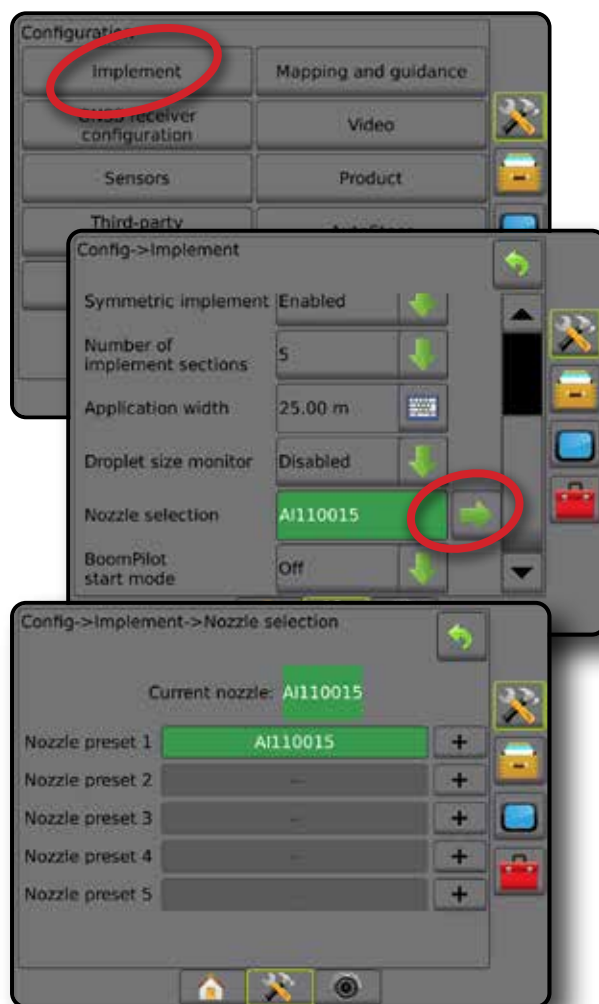 Configuration
Implement
Mapping and guidance
GNSS receiver
configuration
Video
Sensors
Product
Third-party
Config->Implement
Symmetric implement Enabled
Number of
implement sections
5
Application width 25.00 m
Droplet size monitor Disabled
Nozzle selection AI110015
BoomPilot
start mode
Off
Config->Implement->Nozzle selection
Current nozzle: AI110015
Nozzle preset 1 AI110015 +
Nozzle preset 2 -- +
Nozzle preset 3 -- +
Nozzle preset 4 -- +
Nozzle preset 5 -- +